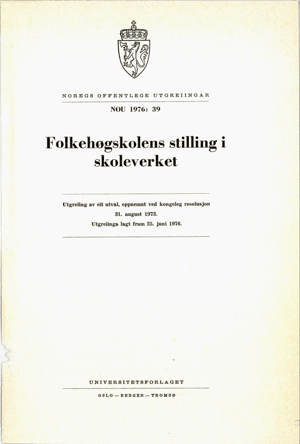 NOREGS OFFENTLEGE UTGREIINGAR
NOU 1976: 39
Folkehøgskolens stilling i
skoleverket
Utgreiing av eit utval, oppnemnt ved kongeleg resolusjon
31. august 1973.
Utgreiinga lagt fram 25. juni 1976.
UNIVERSITETSFORLAGET
OSLO — BERGEN — TROMSØ